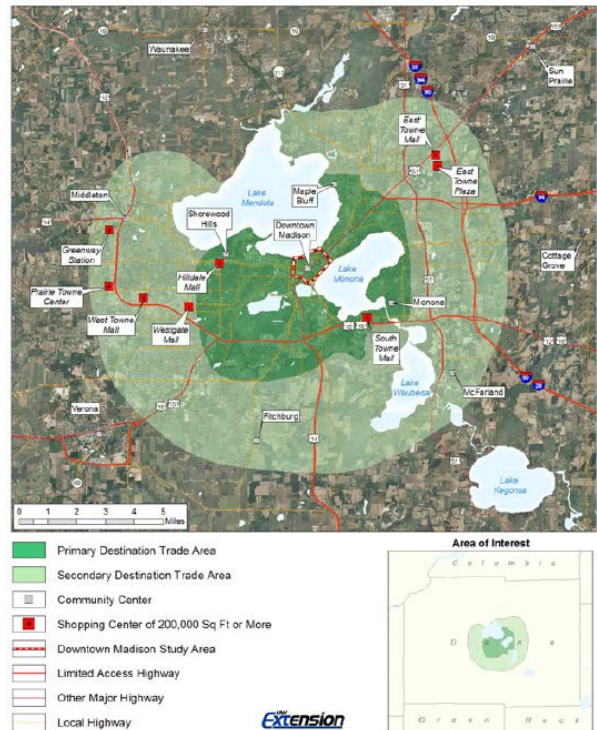 Waunakee
Sun
Prairie
East
Towne
Mall
East
Towne
Plaza
Lake
Mendota
Maple
Bluff
Middleton
Shorewood
Hills
Downtown
Madison
Greenway
Station
Hilldale
Mall
Lake
Monona
Cottage
Grove
Prairie Towne
Center
Monona
West Towne
Mall
Westgate
Mall
South
Towne
Mall
Lake
Waubesa
McFarland
Verona
Fitchburg
Lake
Kegonsa
0 1 2 3 4 5
Miles
Primary Destination Trade Area
Secondary Destination Trade Area
Community Center
Shopping Center of 200,000 Sq Ft or More
Downtown Madison Study Area
Limited Access Highway
Other Major Highway
Local Highway
Area of Interest
Columbia
Dane
Green
Rock
UW
Extension